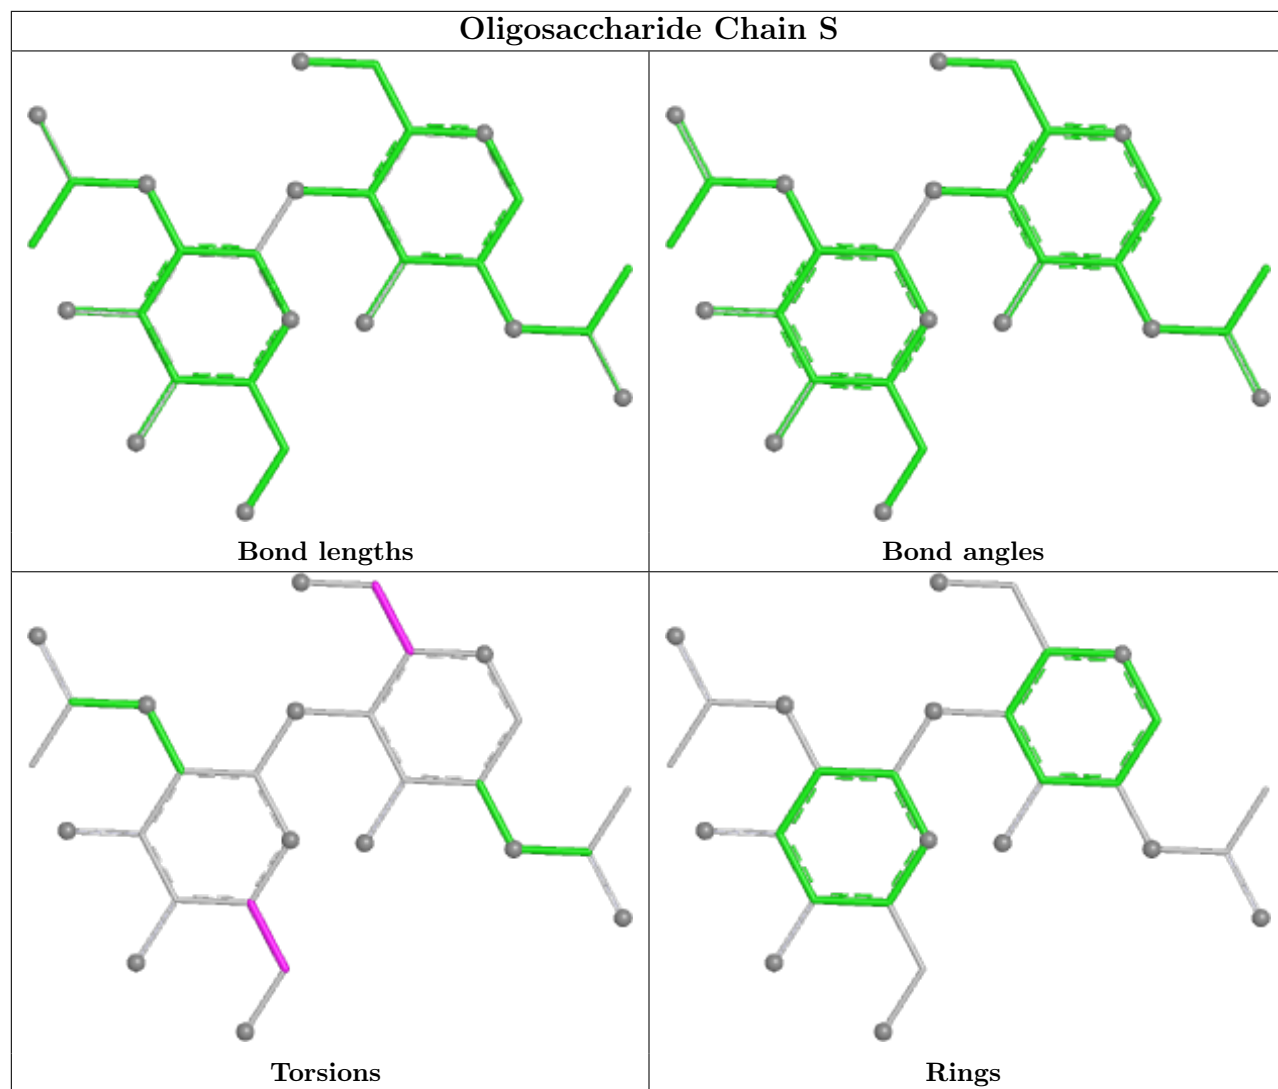 Oligosaccharide Chain S
Bond lengths
Bond angles
Torsions
Rings